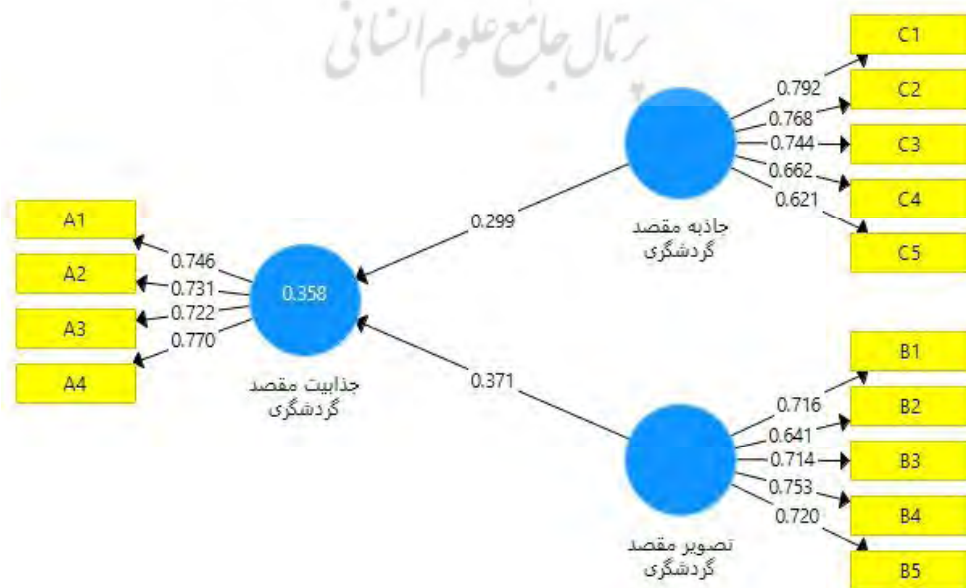 پرتال جامع علوم انسانی
C1
0.792
C2
0.768
0.744
C3
0.662
C4
0.621
C5
جاذبه مقصد
گردشگری
0.299
A1
0.746
A2
0.731
0.722
A3
0.770
A4
0.358
جذابیت مقصد
گردشگری
0.371
B1
0.716
B2
0.641
0.714
B3
0.753
B4
0.720
B5
تصویر مقصد
گردشگری